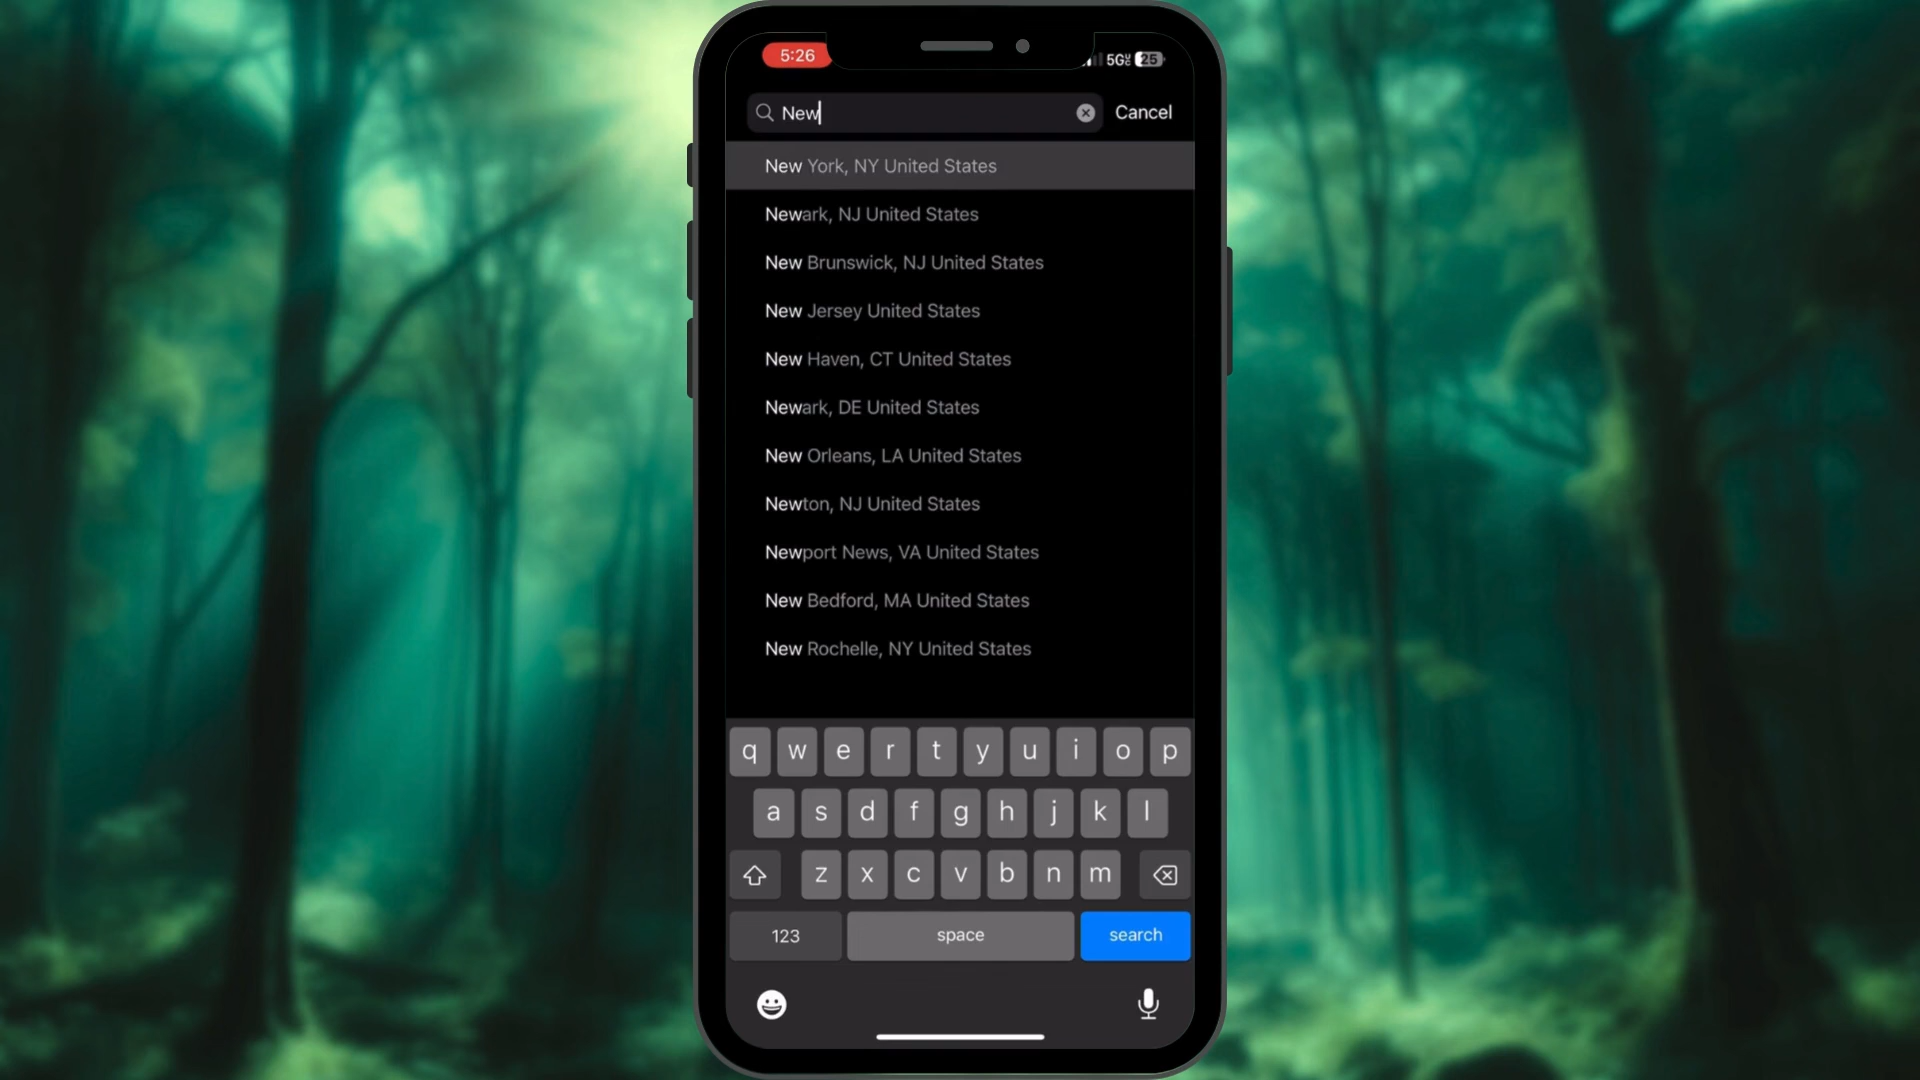 5:26
5G
25
New
Cancel
New York, NY United States
Newark, NJ United States
New Brunswick, NJ United States
New Jersey United States
New Haven, CT United States
Newark, DE United States
New Orleans, LA United States
Newton, NJ United States
Newport News, VA United States
New Bedford, MA United States
New Rochelle, NY United States
q w e r t y u i o p
a s d f g h j k l
z x c v b n m
123 space search